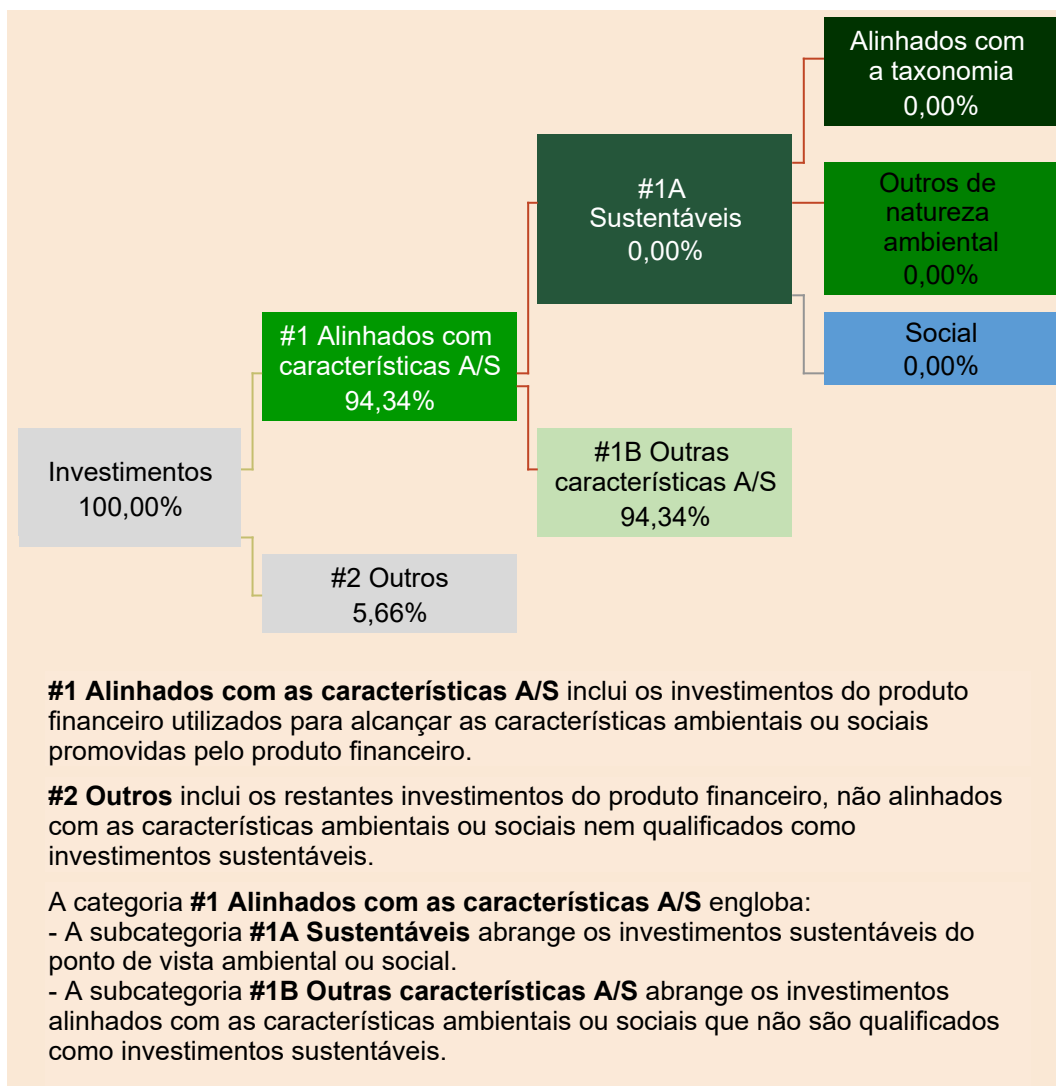 Alinhados com
a taxonomia
0,00%
#1A
Sustentáveis
0,00%
Outros de
natureza
ambiental
0,00%
#1 Alinhados com
características A/S
94,34%
Social
0,00%
Investimentos
100,00%
#1B Outras
características A/S
94,34%
#2 Outros
5,66%
#1 Alinhados com as características A/S inclui os investimentos do produto
financeiro utilizados para alcançar as características ambientais ou sociais
promovidas pelo produto financeiro.
#2 Outros inclui os restantes investimentos do produto financeiro, não alinhados
com as características ambientais ou sociais nem qualificados como
investimentos sustentáveis.
A categoria #1 Alinhados com as características A/S engloba:
- A subcategoria #1A Sustentáveis abrange os investimentos sustentáveis do
ponto de vista ambiental ou social.
- A subcategoria #1B Outras características A/S abrange os investimentos
alinhados com as características ambientais ou sociais que não são qualificados
como investimentos sustentáveis.